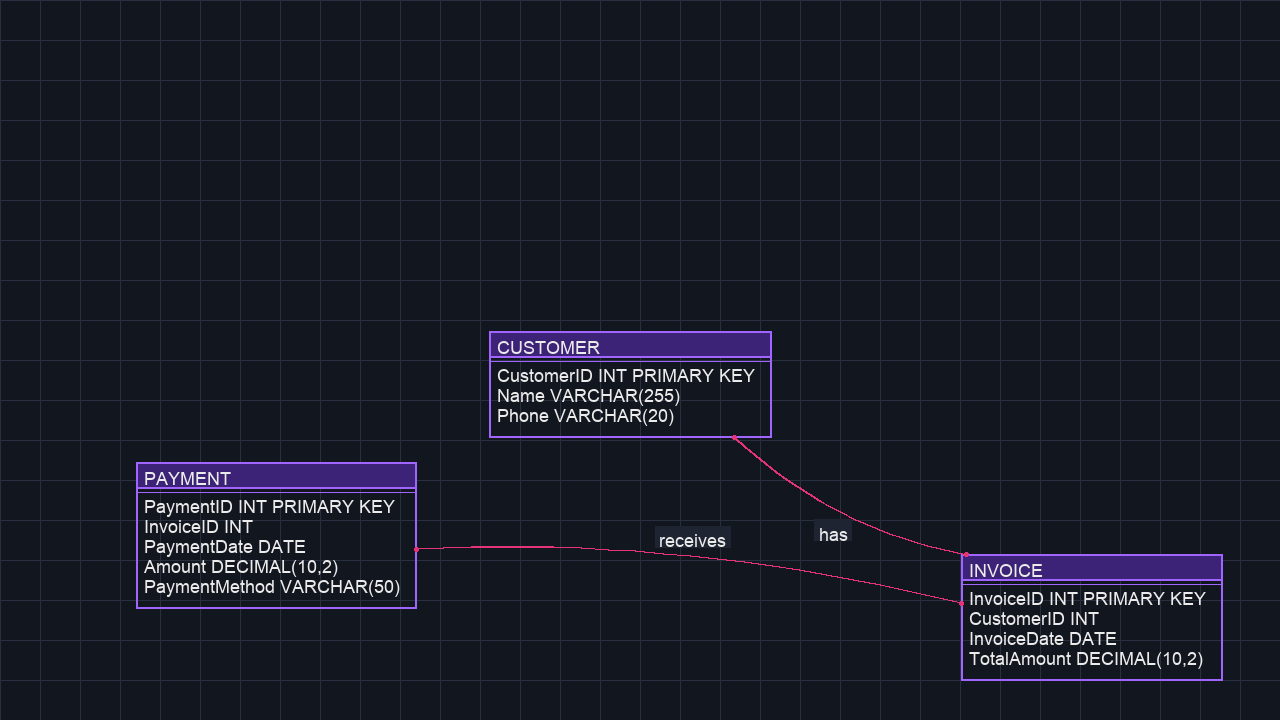 CUSTOMER
CustomerID INT PRIMARY KEY
Name VARCHAR(255)
Phone VARCHAR(20)
PAYMENT
PaymentID INT PRIMARY KEY
InvoiceID INT
PaymentDate DATE
Amount DECIMAL(10,2)
PaymentMethod VARCHAR(50)
receives
has
INVOICE
InvoiceID INT PRIMARY KEY
CustomerID INT
InvoiceDate DATE
TotalAmount DECIMAL(10,2)